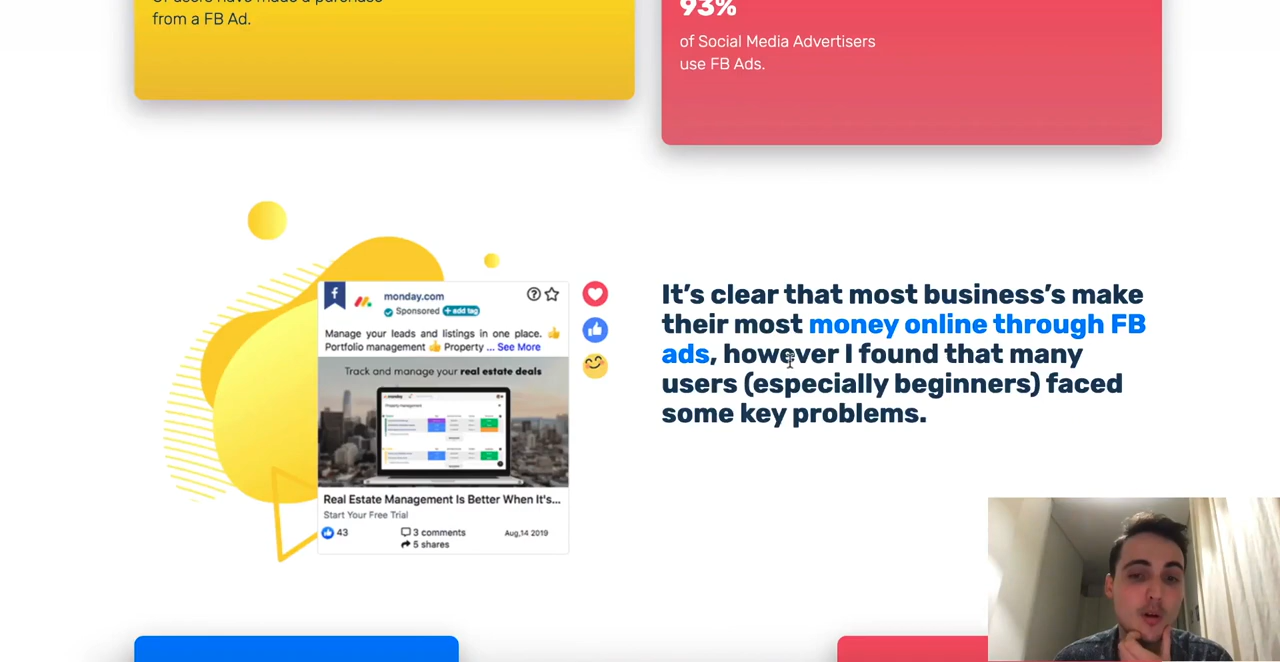 from a FB Ad.
93%
of Social Media Advertisers
use FB Ads.
f
monday.com
Sponsored + add tag
Manage your leads and listings in one place. 👍
Portfolio management 👍 Property ... See More
Track and manage your real estate deals
Real Estate Management Is Better When It's...
Start Your Free Trial
43
3 comments
Aug,14 2019
5 shares
It's clear that most business's make
their most money online through FB
ads, however I found that many
users (especially beginners) faced
some key problems.